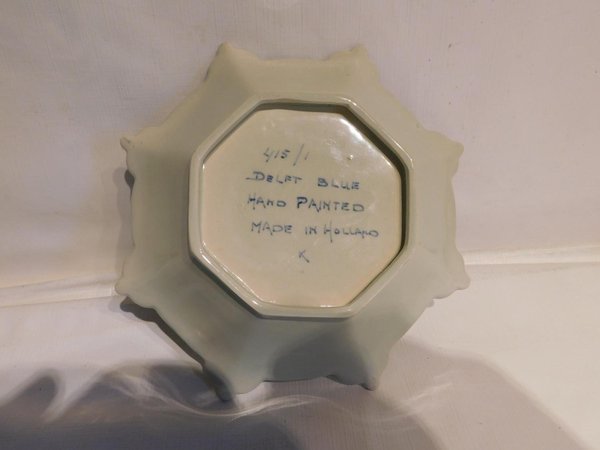 415/1
DELFT BLUE
HAND PAINTED
MADE IN HOLLAND
K